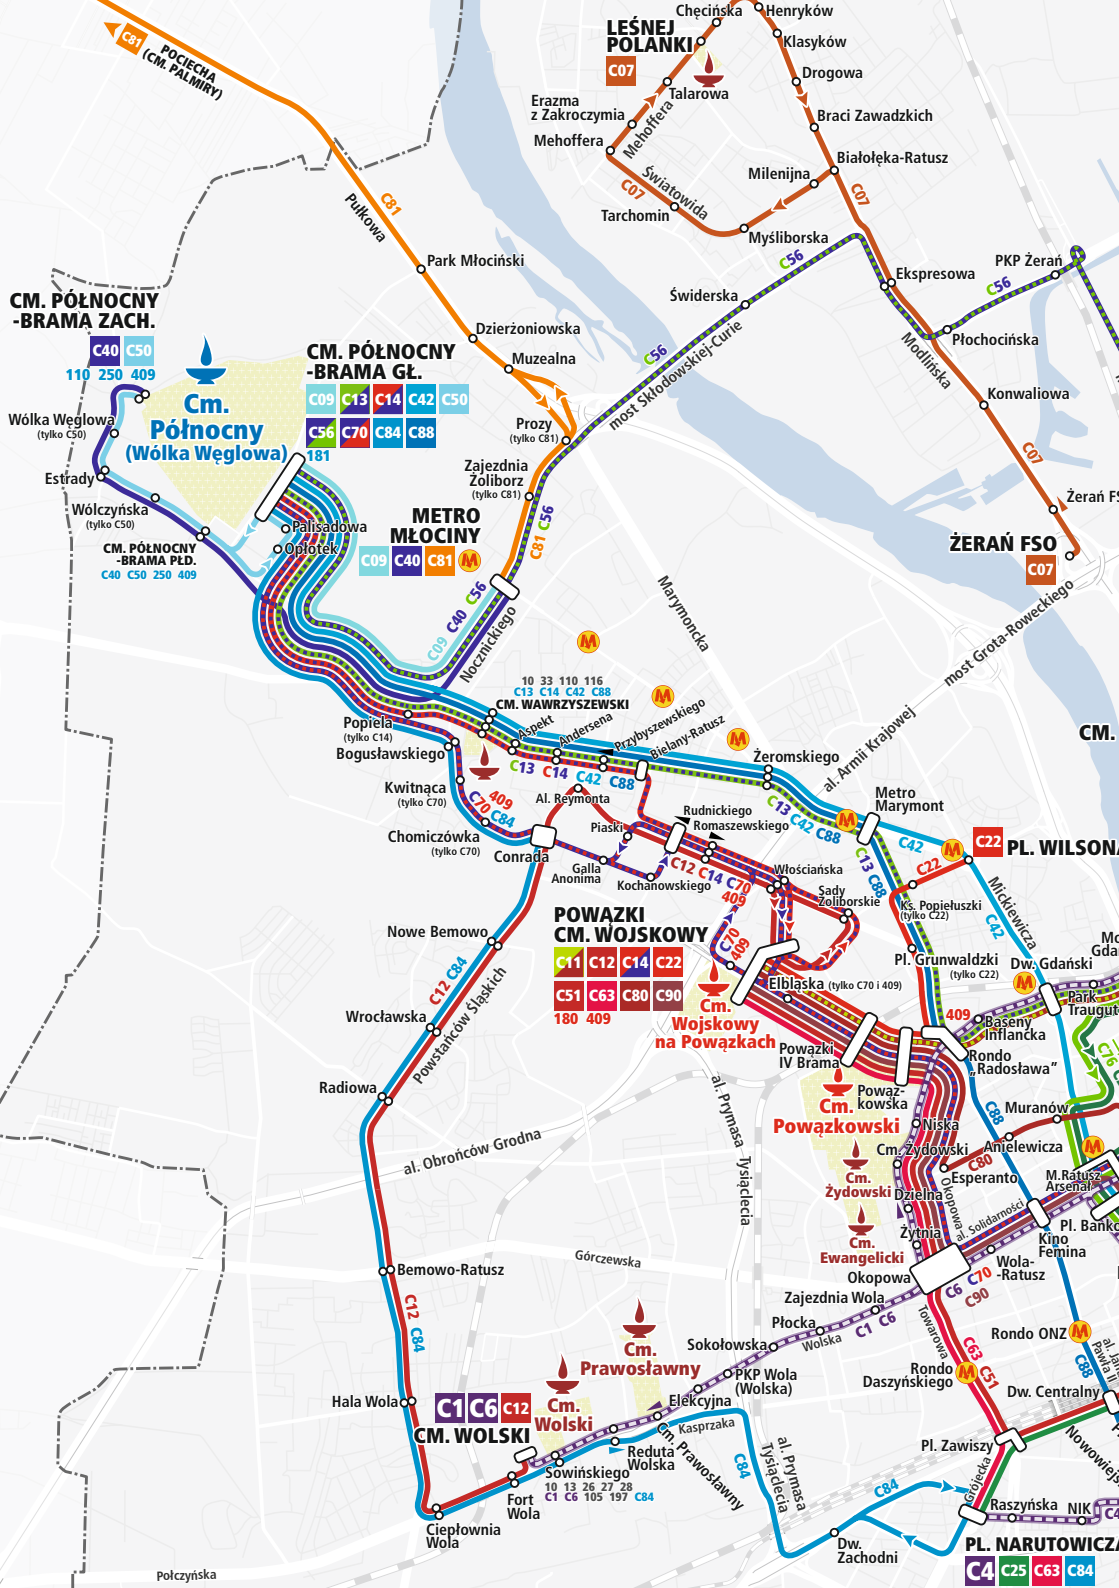 Chęcińska
Henryków
LEŚNEJ
POLANKI
C07
Klasyków
Drogowa
Talarowa
Erazma
z Zakroczymia
Mehoffera
Mehoffera
Braci Zawadzkich
Białołęka-Ratusz
Milenijna
Światowida
C07
C07
Tarchomin
Myśliborska
C81
POCIECHA
(CM. PALMIRY)
C81
Pułkowa
Park Młociński
C56
PKP Żerań
Ekspresowa
C56
Świderska
Dzierżoniowska
Płochocińska
Modlińska
C56
most Skłodowskiej-Curie
Muzealna
Konwaliowa
Prozy
(tylko C81)
C07
Zajezdnia
Żoliborz
(tylko C81)
Żerań FS
ŻERAŃ FSO
C07
CM. PÓŁNOCNY
-BRAMA ZACH.
C40 C50
110 250 409
CM. PÓŁNOCNY
-BRAMA GŁ.
C09 C13 C14 C42 C50
C56 C70 C84 C88
181
Cm.
Północny
(Wólka Węglowa)
Wólka Węglowa
(tylko C50)
Estrady
Wólczyńska
(tylko C50)
CM. PÓŁNOCNY
-BRAMA PŁD.
C40 C50 250 409
Palisadowa
Opłotek
METRO
MŁOCINY
C09 C40 C81 M
C81 C56
C09 C40 C56
Nocznickiego
Marymoncka
most Grota-Roweckiego
al. Armii Krajowej
M
M
M
10 33 110 116
C13 C14 C42 C88
CM. WAWRZYSZEWSKI
Aspekt
Andersena
Przybyszewskiego
Bielany-Ratusz
Żeromskiego
CM.
Popiela
(tylko C14)
Bogusławskiego
Kwitnąca
(tylko C70)
Chomiczówka
(tylko C70)
C70 409
C84
C13 C14 C42 C88
Al. Reymonta
Piaski
Rudnickiego
Romaszewskiego
C13 C42 C88
M
Metro
Marymont
C42
M
C22
PL. WILSONA
C22
C13 C88
Conrada
Galla
Anonima
Kochanowskiego
C12 C14 C70
409
Włościańska
Sady
Żoliborskie
Ks. Popiełuszki
(tylko C22)
Mickiewicza
C42
POWĄZKI
CM. WOJSKOWY
C11 C12 C14 C22
C51 C63 C80 C90
180 409
C70
409
Pl. Grunwaldzki
(tylko C22)
Dw. Gdański
M
Nowe Bemowo
C12 C84
Powstańców Śląskich
Wrocławska
Radiowa
Elbląska (tylko C70 i 409)
Cm.
Wojskowy
na Powązkach
Powązki
IV Brama
409
Baseny
Inflancka
Park
Traugut
C76
Rondo
„Radosława”
Cm.
Powązkowski
Powąz-
kowska
C88
Muranów
al. Prymasa Tysiąclecia
al. Obrońców Grodna
Niska
Cm. Żydowski
Anielewicza
C80
Esperanto
M
M.Ratusz
Arsenał
Cm.
Żydowski
Dzielna
Okopowa
al. Solidarności
Pl. Banko
Żytnia
Cm.
Ewangelicki
Kino
Femina
Górczewska
Okopowa
Wola-
-Ratusz
C6 C70
C90
Bemowo-Ratusz
Zajezdnia Wola
C1 C6
Płocka
Wolska
Towarowa
Rondo ONZ M
C12
C84
Cm.
Prawosławny
Sokołowska
PKP Wola
(Wolska)
Rondo
Daszyńskiego
M
C63 C51
C88
Hala Wola
C1 C6 C12
CM. WOLSKI
Cm.
Wolski
Elekcyjna
Kasprzaka
Dw. Centralny
Pl. Zawiszy
Reduta
Wolska
Cm. Prawosławny
C84
al. Prymasa
Tysiąclecia
Sowińskiego
10 13 26 27 28
C1 C6 105 197 C84
C84
Grójecka
Fort
Wola
Raszyńska
NIK
C4
Ciepłownia
Wola
Dw.
Zachodni
PL. NARUTOWICZA
C4 C25 C63 C84
Połczyńska